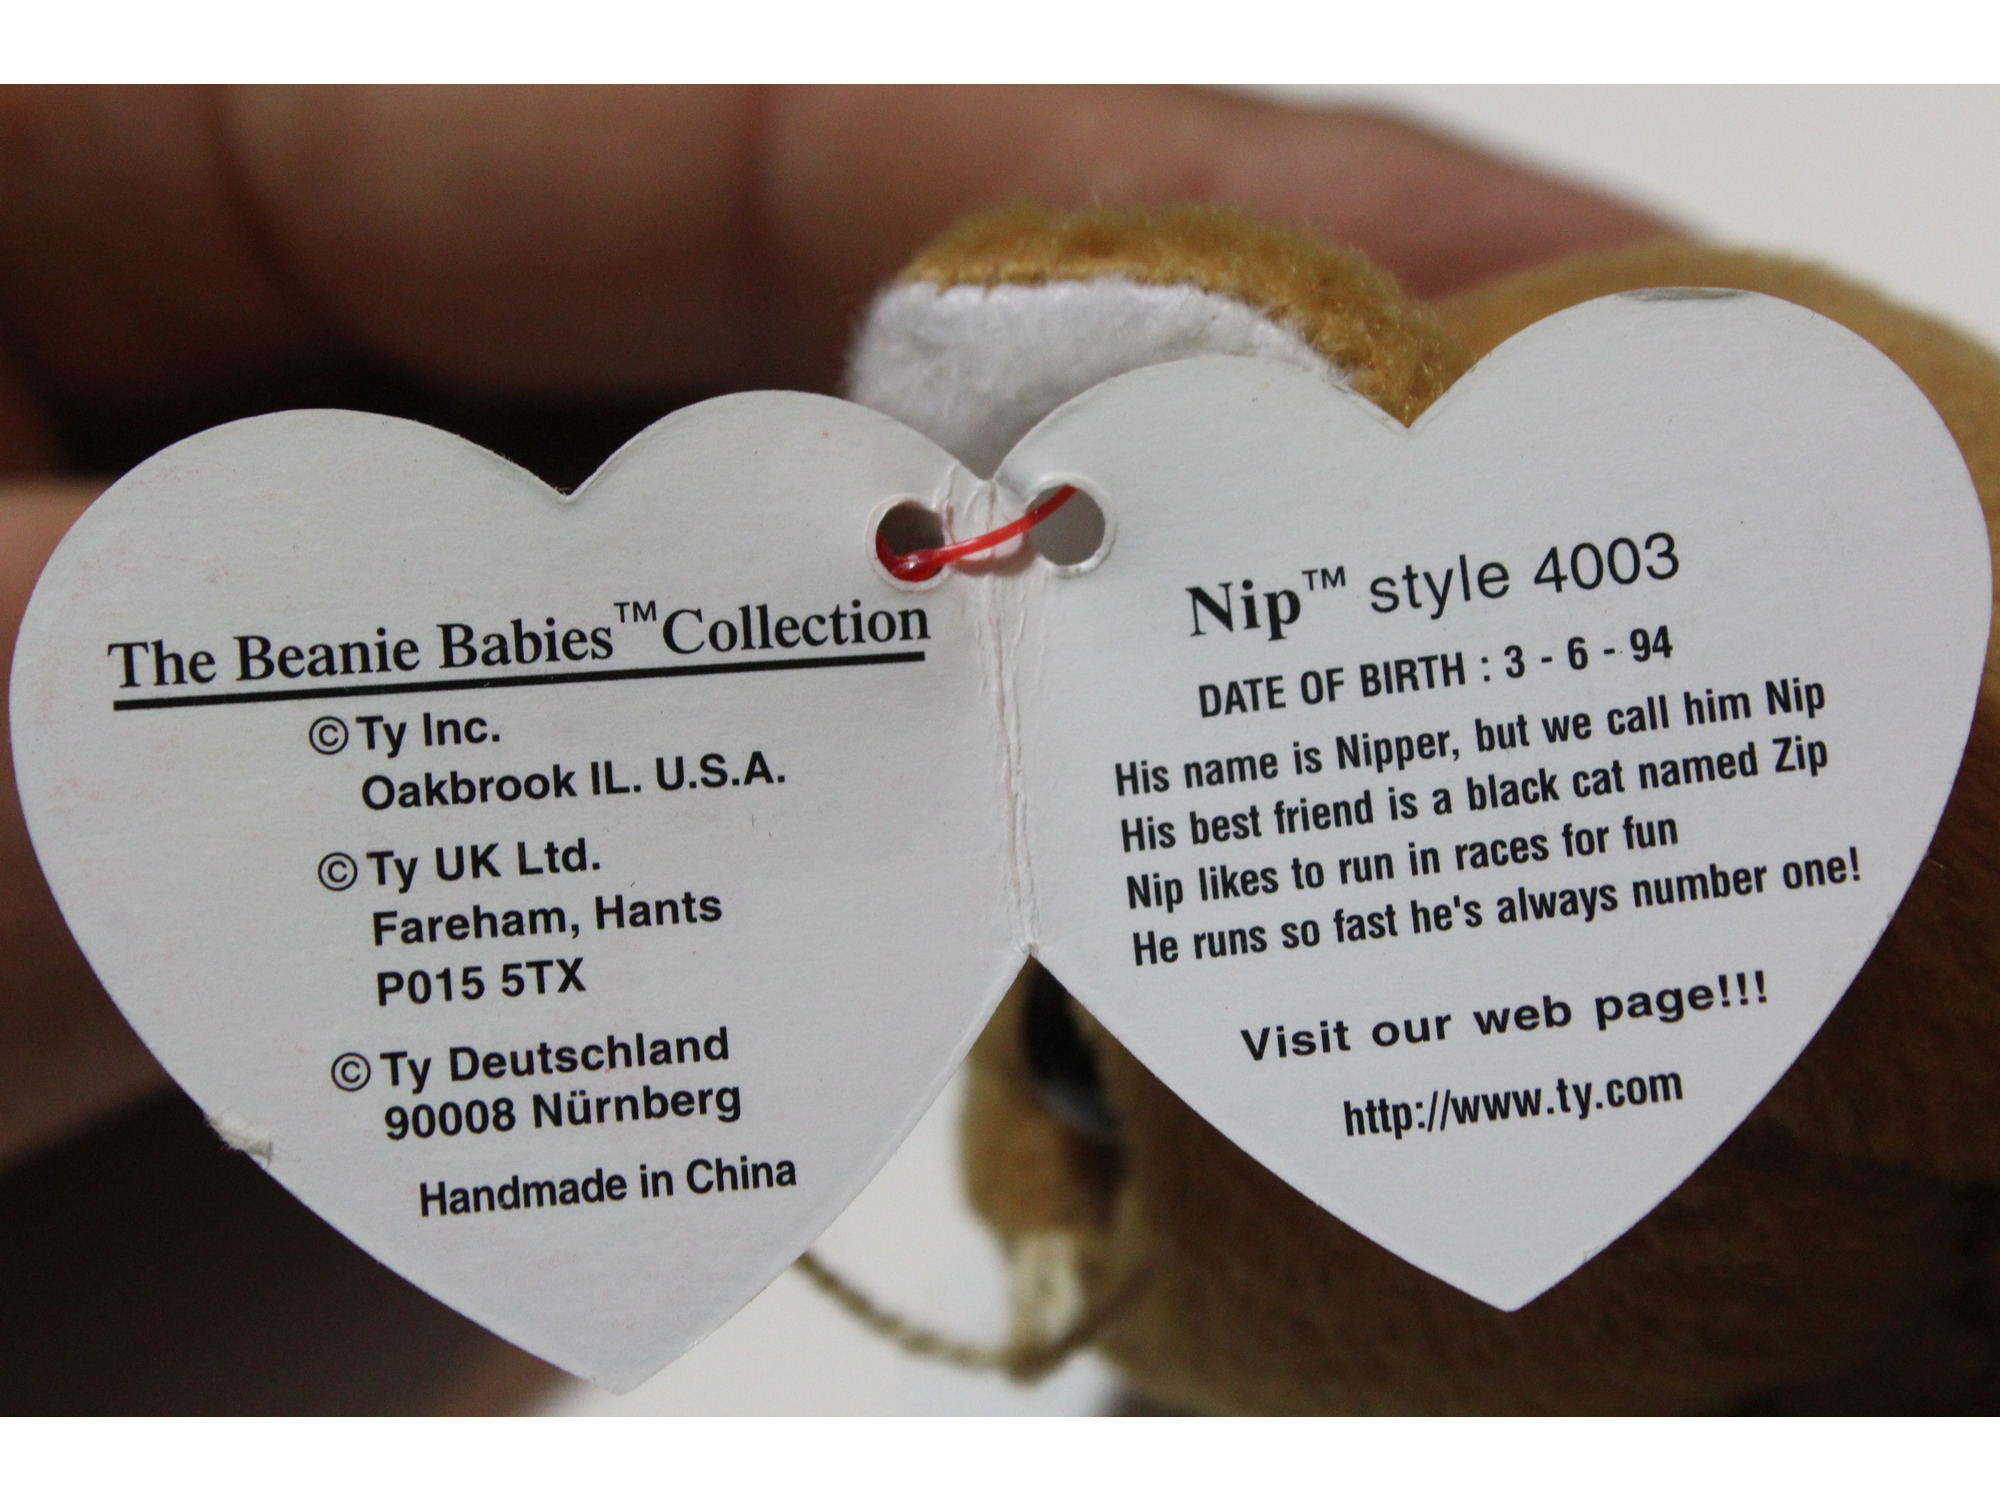 The Beanie Babies™ Collection
© Ty Inc.
Oakbrook IL. U.S.A.
© Ty UK Ltd.
Fareham, Hants
P015 5TX
© Ty Deutschland
90008 Nürnberg
Handmade in China
Nip™ style 4003
DATE OF BIRTH : 3 - 6 - 94
His name is Nipper, but we call him Nip
His best friend is a black cat named Zip
Nip likes to run in races for fun
He runs so fast he's always number one!
Visit our web page!!!
http://www.ty.com